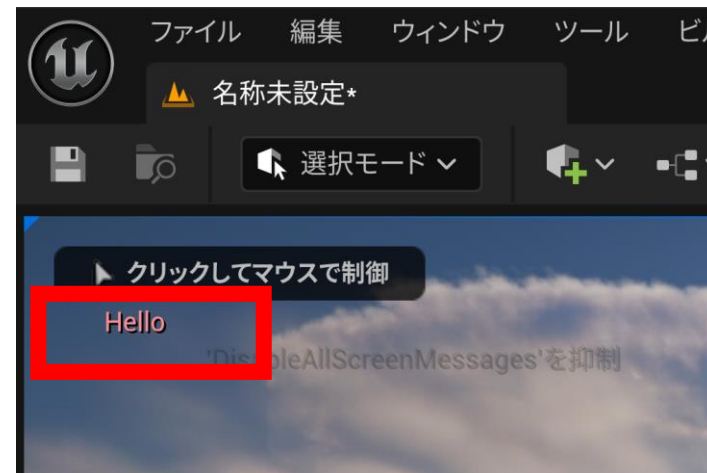 ファイル 編集 ウィンドウ ツール ビル
名称未設定*
選択モード
クリックしてマウスで制御
Hello
'DisableAllScreenMessages'を抑制